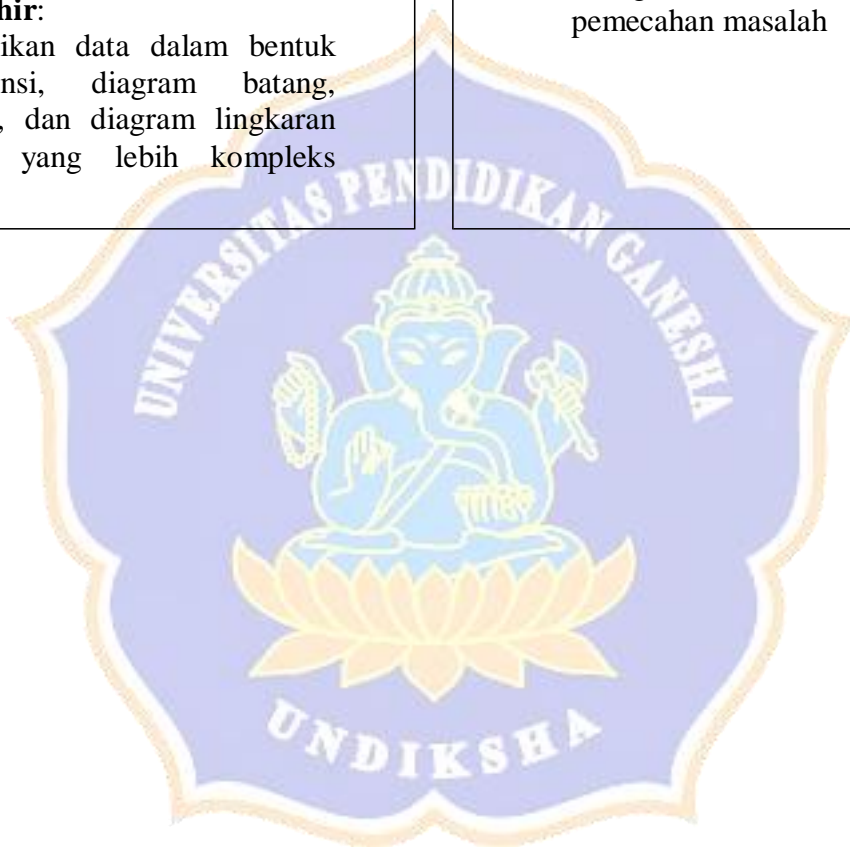 hir:
ikan data dalam bentuk
nsi, diagram batang,
, dan diagram lingkaran
yang lebih kompleks
pemecahan masalah
UNIVERSITAS PENDIDIKAN GANESHA
UNDIKSHA